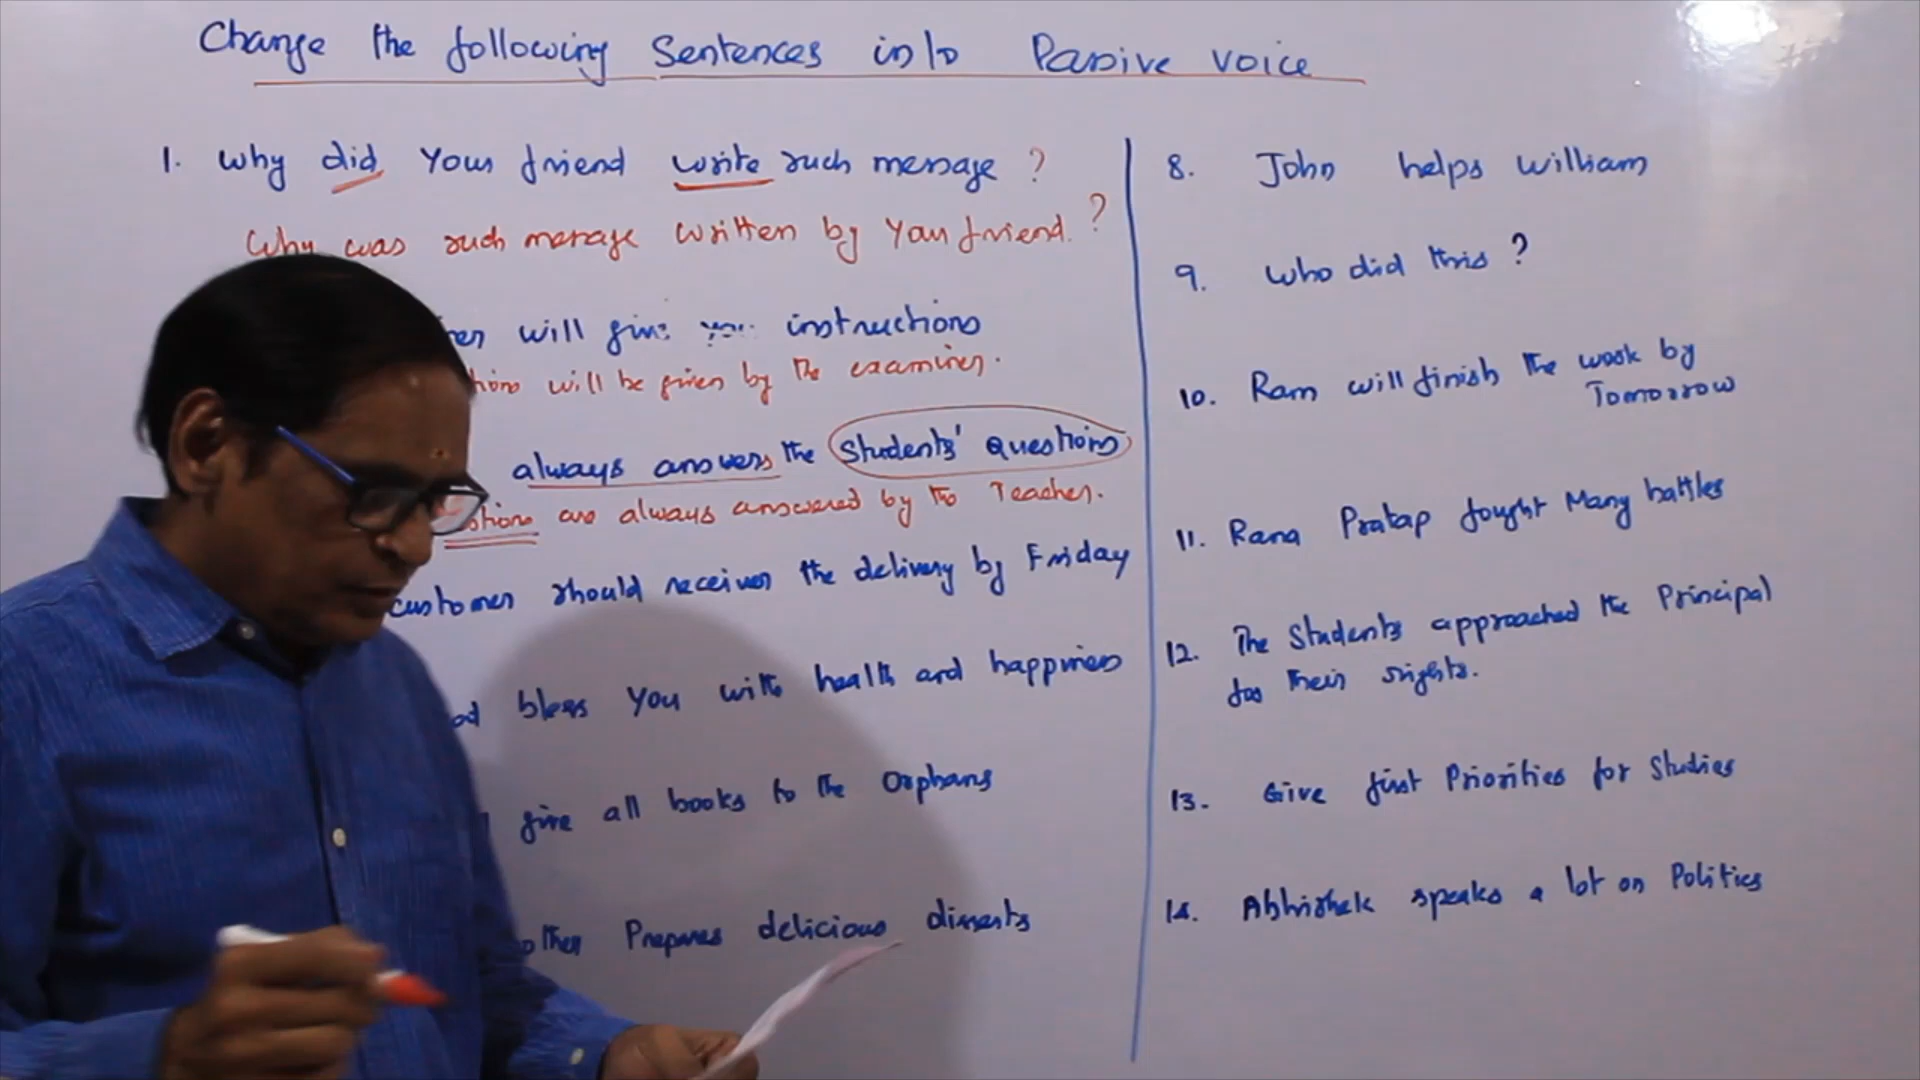 Change the following Sentences into Passive voice
1. Why did Your friend write such message ?
Why was such message written by Your friend. ?
will give instructions
will be given by the examiner.
always answers the Students' Questions
are always answered by the Teacher.
customer should receives the delivery by Friday
bless You with health and happiness
give all books to the Orphans
Prepares delicious disserts
8. John helps William
9. Who did this ?
10. Ram will finish the work by
Tomorrow
11. Rana Pratap fought Many battles
12. The Students approached the Principal
for their rights.
13. Give first Priorities for Studies
14. Abhishek speaks a lot on Politics